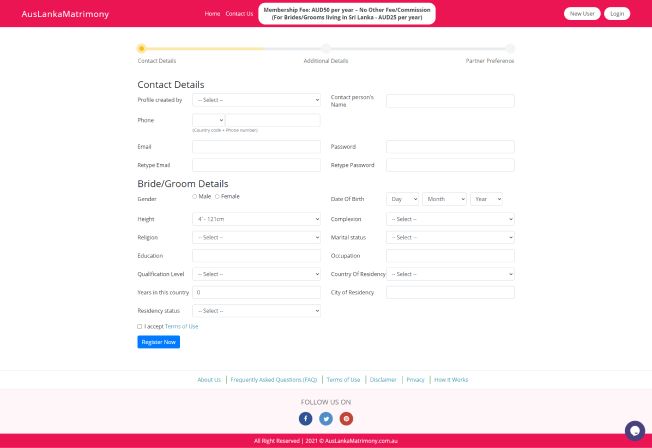 AusLankaMatrimony
Home Contact Us
Membership Fee: AUD50 per year – No Other Fee/Commission
(For Brides/Grooms living in Sri Lanka - AUD25 per year)
New User Login
Contact Details Additional Details Partner Preference
Contact Details
Profile created by -- Select -- Contact person's Name
Phone
(Country code + Phone number)
Email Password
Retype Email Retype Password
Bride/Groom Details
Gender Male Female Date Of Birth Day Month Year
Height 4' - 121cm Complexion -- Select --
Religion -- Select -- Marital status -- Select --
Education Occupation
Qualification Level -- Select -- Country Of Residency -- Select --
Years in this country 0 City of Residency
Residency status -- Select --
I accept Terms of Use
Register Now
About Us Frequently Asked Questions (FAQ) Terms of Use Disclaimer Privacy How It Works
FOLLOW US ON
All Right Reserved | 2021 © AusLankaMatrimony.com.au